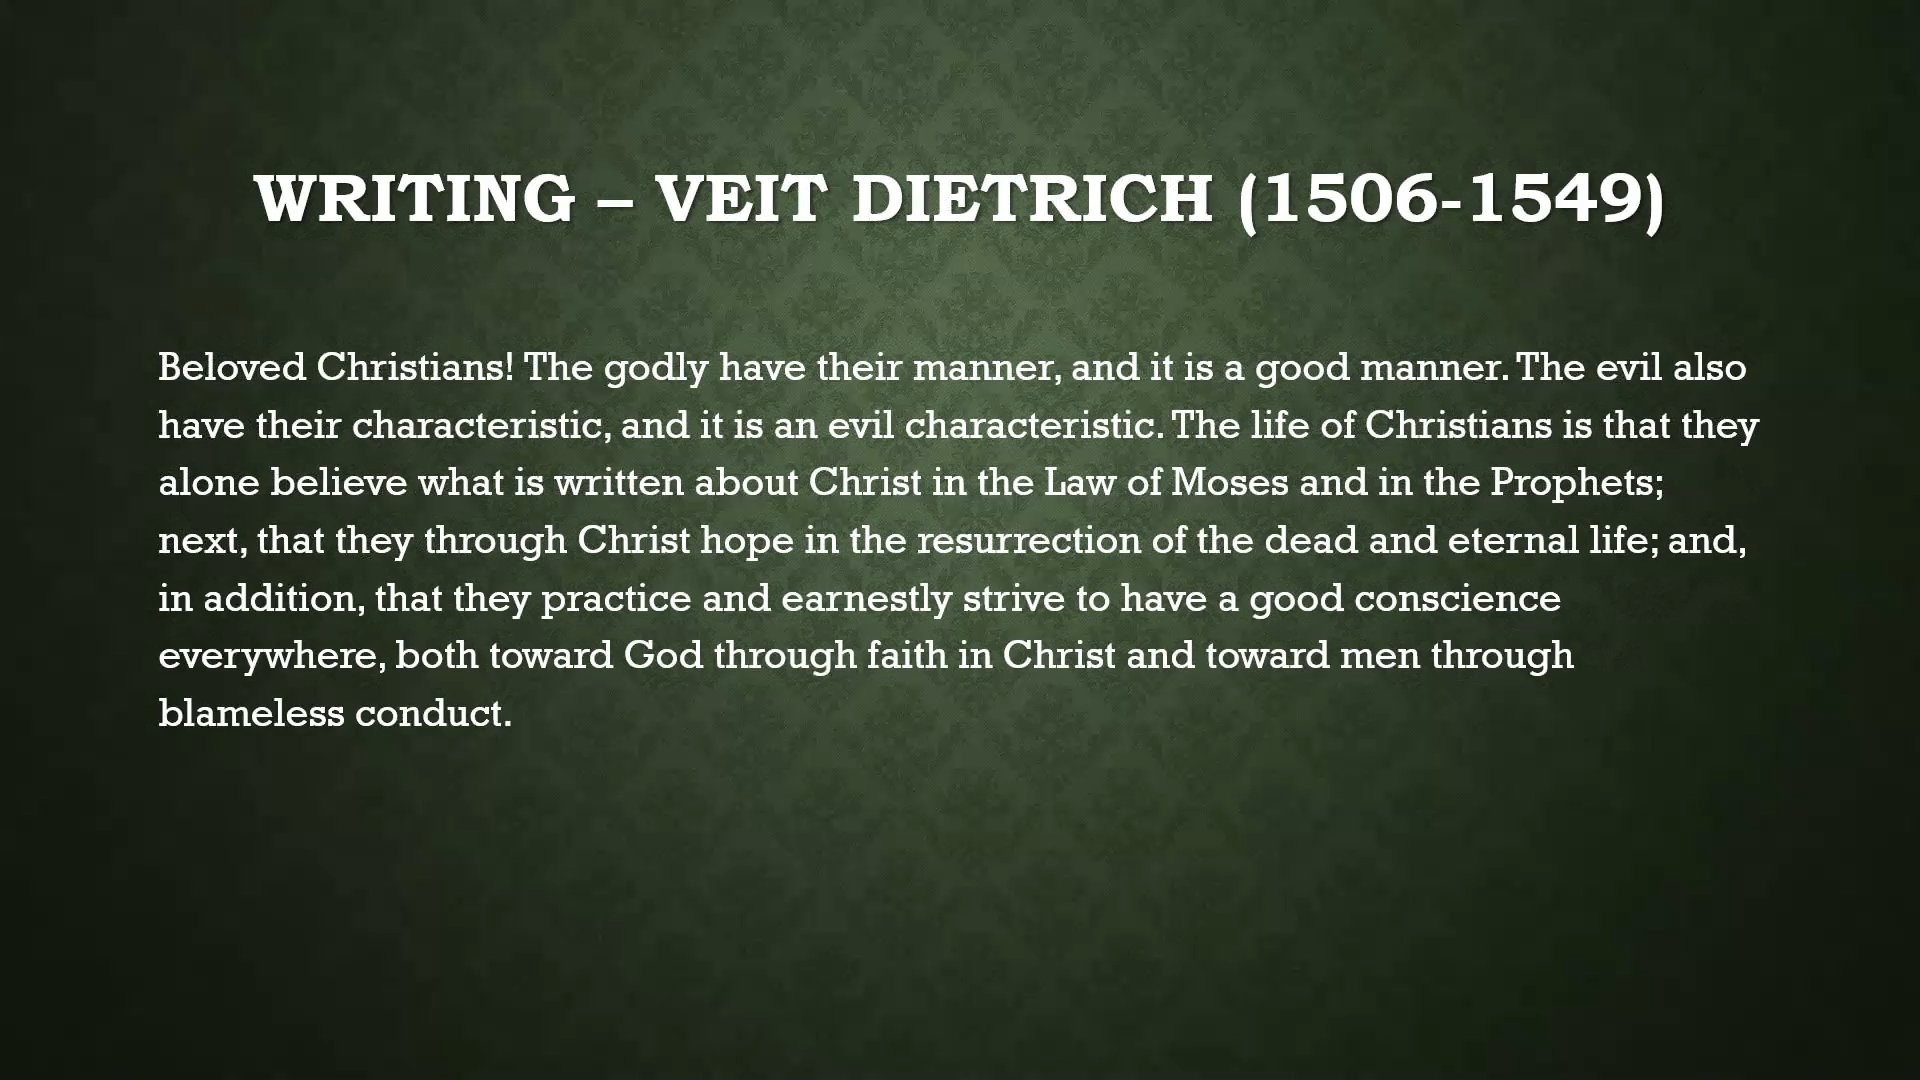 WRITING – VEIT DIETRICH (1506-1549)
Beloved Christians! The godly have their manner, and it is a good manner. The evil also
have their characteristic, and it is an evil characteristic. The life of Christians is that they
alone believe what is written about Christ in the Law of Moses and in the Prophets;
next, that they through Christ hope in the resurrection of the dead and eternal life; and,
in addition, that they practice and earnestly strive to have a good conscience
everywhere, both toward God through faith in Christ and toward men through
blameless conduct.